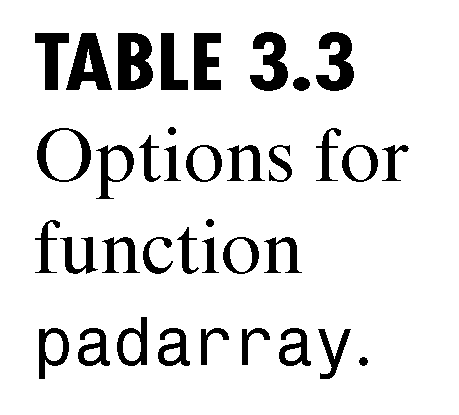 TABLE 3.3
Options for
function
padarray.